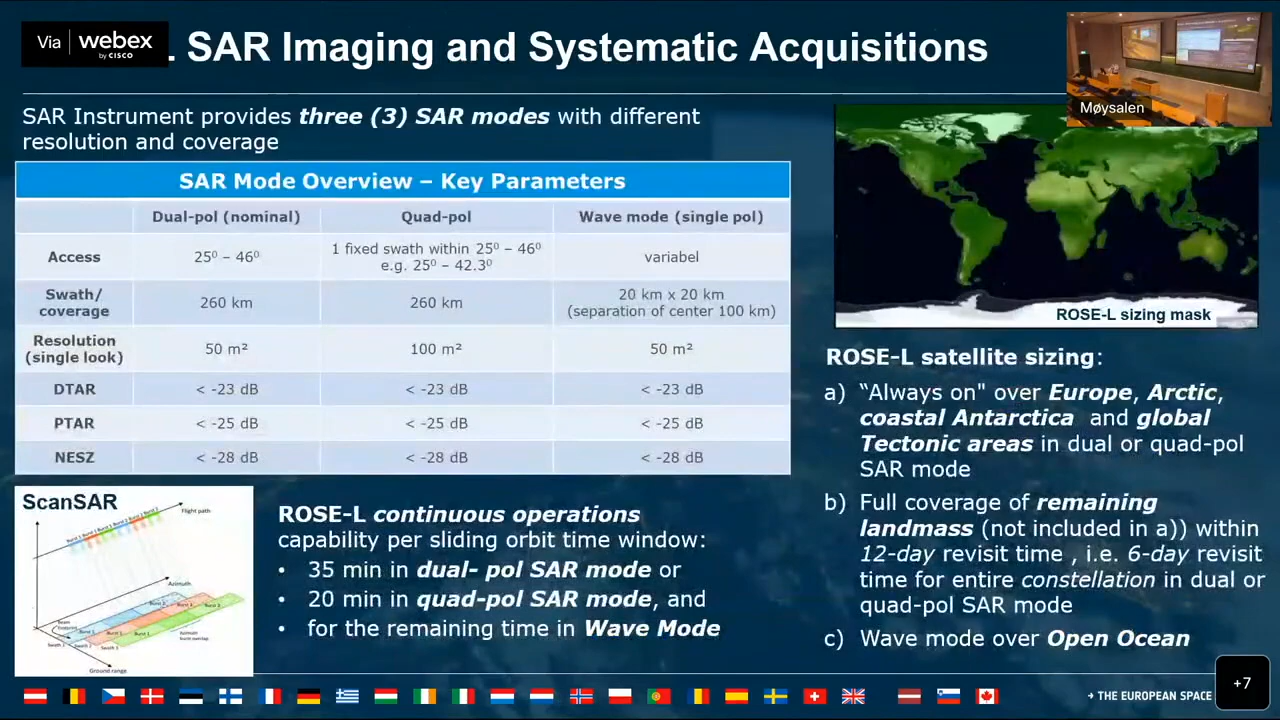 Via webex
by CISCO
L SAR Imaging and Systematic Acquisitions
Møysalen
SAR Instrument provides three (3) SAR modes with different
resolution and coverage
SAR Mode Overview – Key Parameters
Dual-pol (nominal) Quad-pol Wave mode (single pol)
Access 25⁰ – 46⁰ 1 fixed swath within 25⁰ – 46⁰ variabel
e.g. 25⁰ – 42.3⁰
Swath/ 260 km 260 km 20 km x 20 km
coverage (separation of center 100 km)
Resolution 50 m² 100 m² 50 m²
(single look)
DTAR < -23 dB < -23 dB < -23 dB
PTAR < -25 dB < -25 dB < -25 dB
NESZ < -28 dB < -28 dB < -28 dB
ROSE-L sizing mask
ROSE-L satellite sizing:
a) “Always on" over Europe, Arctic,
coastal Antarctica and global
Tectonic areas in dual or quad-pol
SAR mode
b) Full coverage of remaining
landmass (not included in a)) within
12-day revisit time , i.e. 6-day revisit
time for entire constellation in dual or
quad-pol SAR mode
c) Wave mode over Open Ocean
ScanSAR
Flight path
Azimuth
Ground range
ROSE-L continuous operations
capability per sliding orbit time window:
• 35 min in dual- pol SAR mode or
• 20 min in quad-pol SAR mode, and
• for the remaining time in Wave Mode
→ THE EUROPEAN SPACE
+7